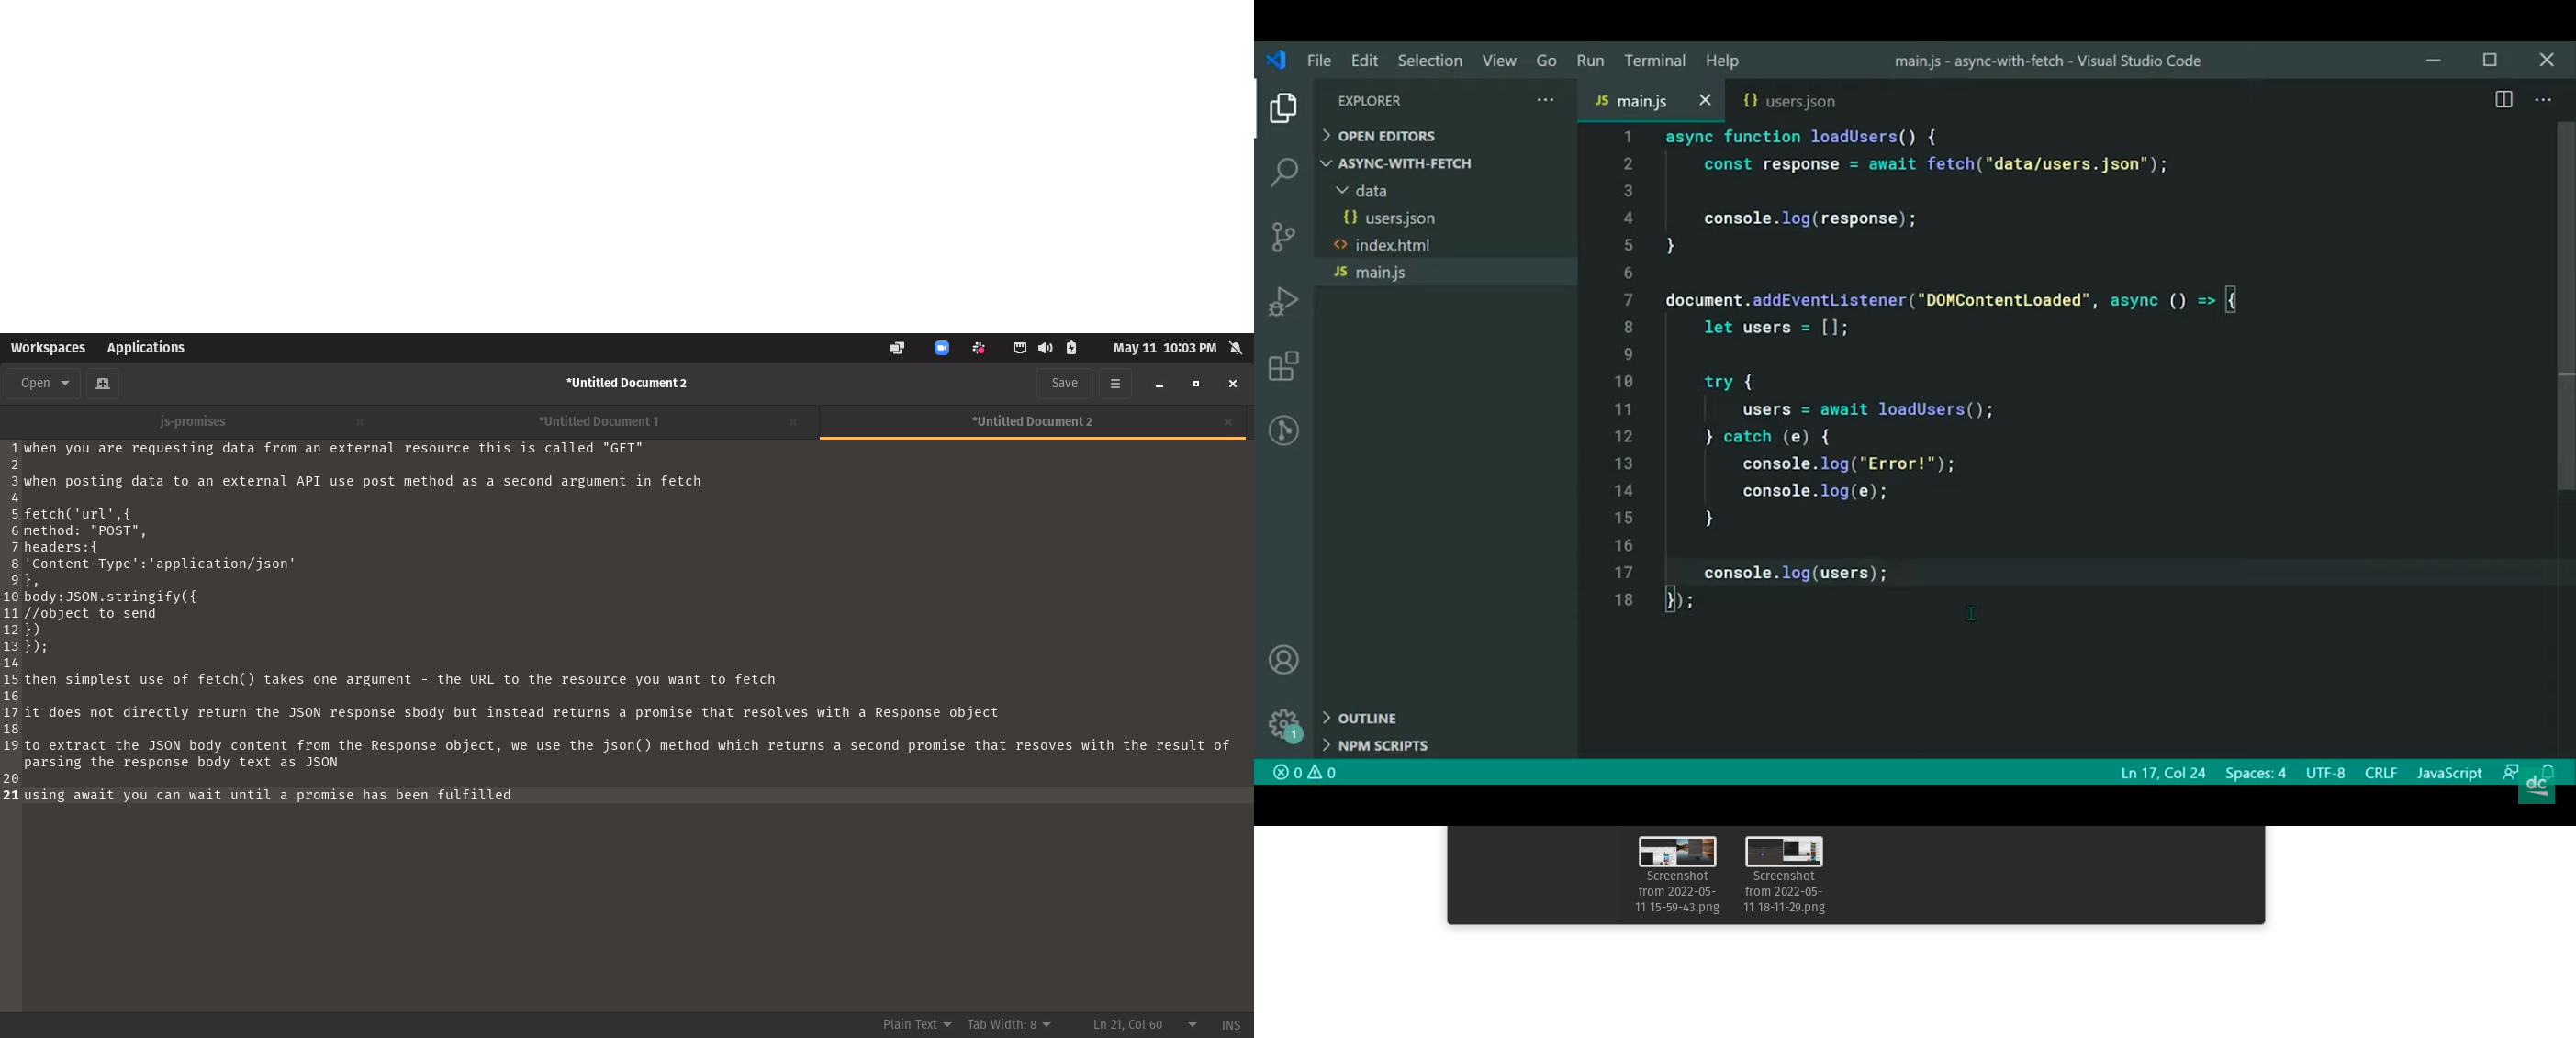 Workspaces Applications May 11 10:03 PM
Open *Untitled Document 2 Save
js-promises *Untitled Document 1 *Untitled Document 2
1 when you are requesting data from an external resource this is called "GET"
2
3 when posting data to an external API use post method as a second argument in fetch
4
5 fetch('url',{
6 method: "POST",
7 headers:{
8 'Content-Type':'application/json'
9 },
10 body:JSON.stringify({
11 //object to send
12 })
13 });
14
15 then simplest use of fetch() takes one argument - the URL to the resource you want to fetch
16
17 it does not directly return the JSON response sbody but instead returns a promise that resolves with a Response object
18
19 to extract the JSON body content from the Response object, we use the json() method which returns a second promise that resoves with the result of
parsing the response body text as JSON
20
21 using await you can wait until a promise has been fulfilled
Plain Text Tab Width: 8 Ln 21, Col 60 INS
File Edit Selection View Go Run Terminal Help main.js - async-with-fetch - Visual Studio Code
EXPLORER
OPEN EDITORS
ASYNC-WITH-FETCH
data
{} users.json
<> index.html
JS main.js
OUTLINE
NPM SCRIPTS
1
JS main.js {} users.json
1 async function loadUsers() {
2 const response = await fetch("data/users.json");
3
4 console.log(response);
5 }
6
7 document.addEventListener("DOMContentLoaded", async () => {
8 let users = [];
9
10 try {
11 users = await loadUsers();
12 } catch (e) {
13 console.log("Error!");
14 console.log(e);
15 }
16
17 console.log(users);
18 });
0 0 Ln 17, Col 24 Spaces: 4 UTF-8 CRLF JavaScript
dc
Screenshot
from 2022-05-
11 15-59-43.png
Screenshot
from 2022-05-
11 18-11-29.png